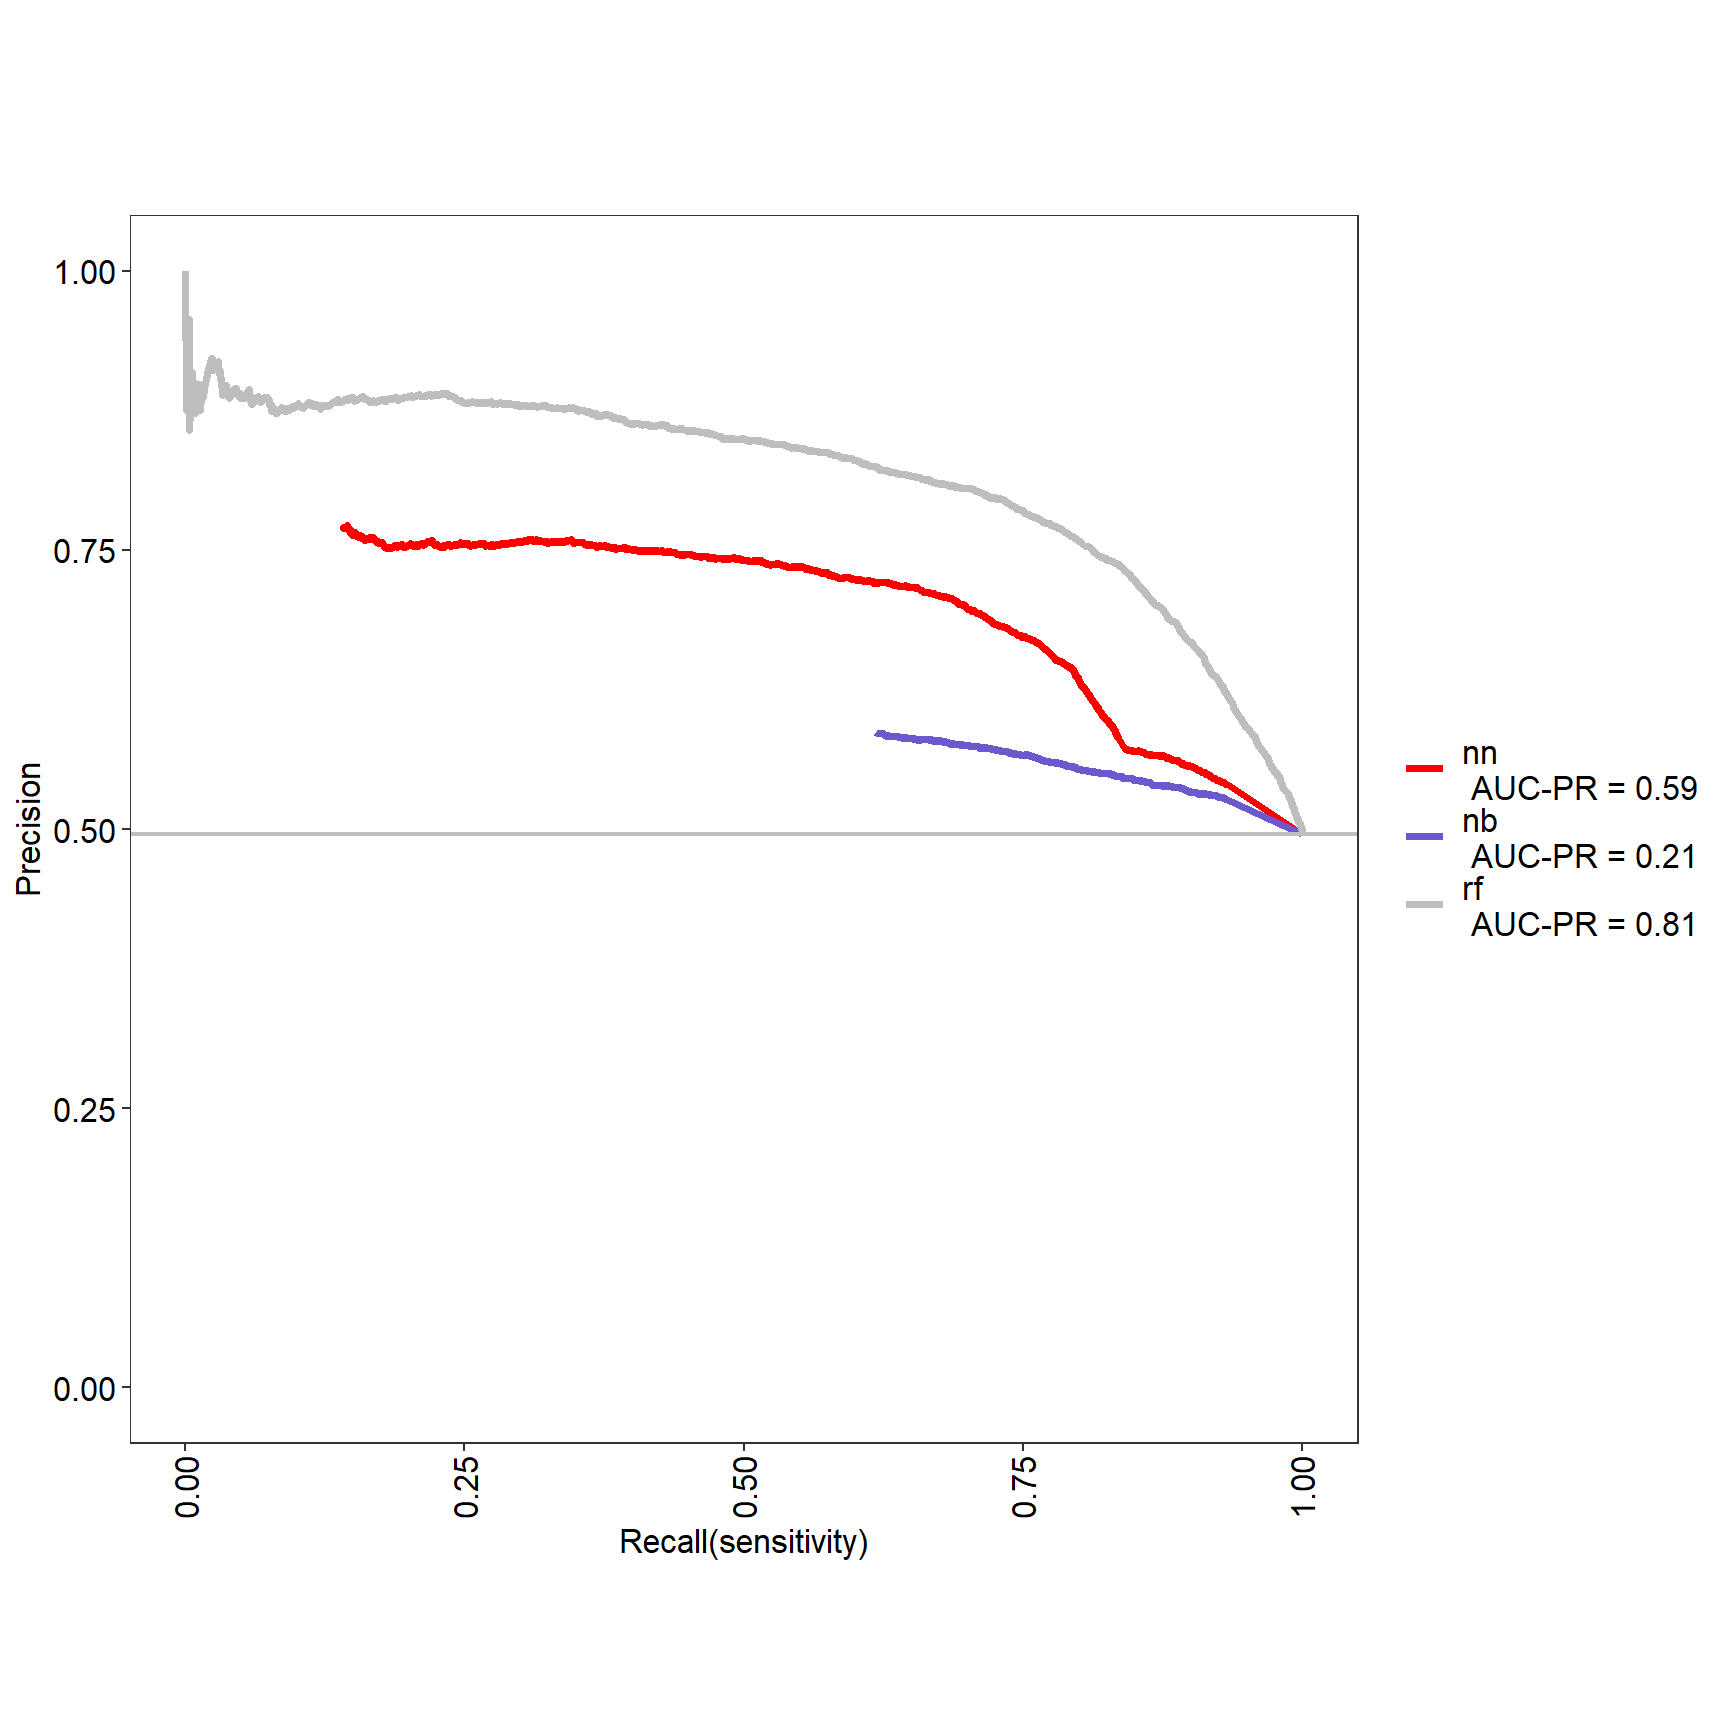 1.00
0.75
0.50
0.25
0.00
Precision
0.00
0.25
0.50
0.75
1.00
Recall(sensitivity)
nn
AUC-PR = 0.59
nb
AUC-PR = 0.21
rf
AUC-PR = 0.81